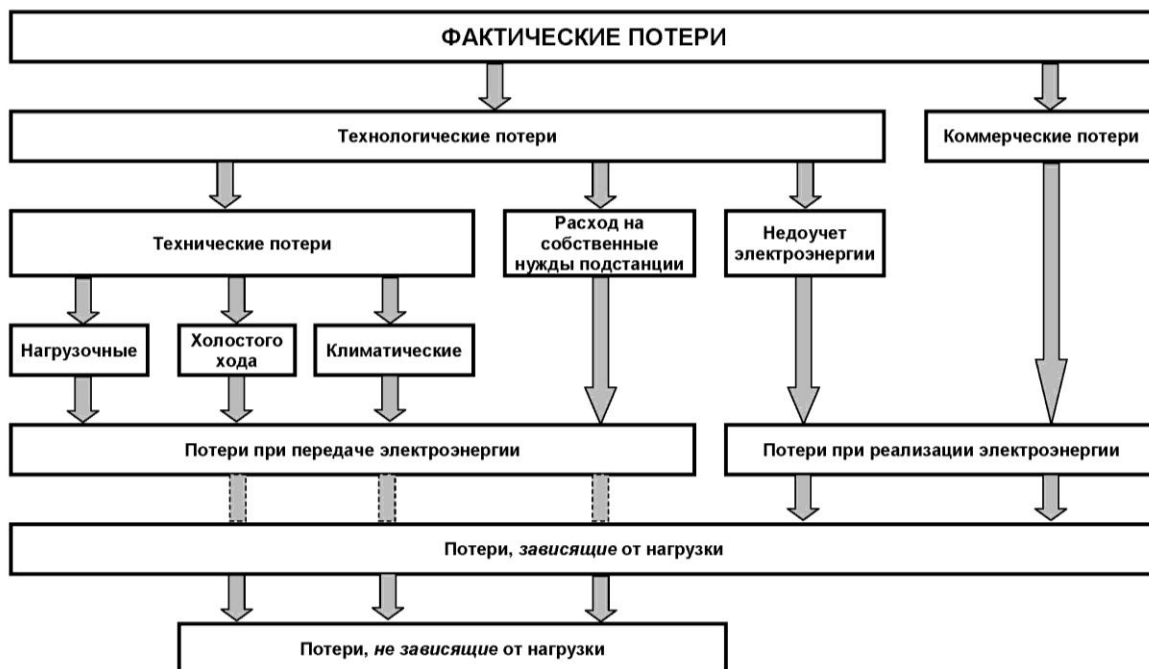 ФАКТИЧЕСКИЕ ПОТЕРИ
Технологические потери
Коммерческие потери
Технические потери
Расход на
собственные
нужды подстанции
Недоучет
электроэнергии
Нагрузочные
Холостого
хода
Климатические
Потери при передаче электроэнергии
Потери при реализации электроэнергии
Потери, зависящие от нагрузки
Потери, не зависящие от нагрузки